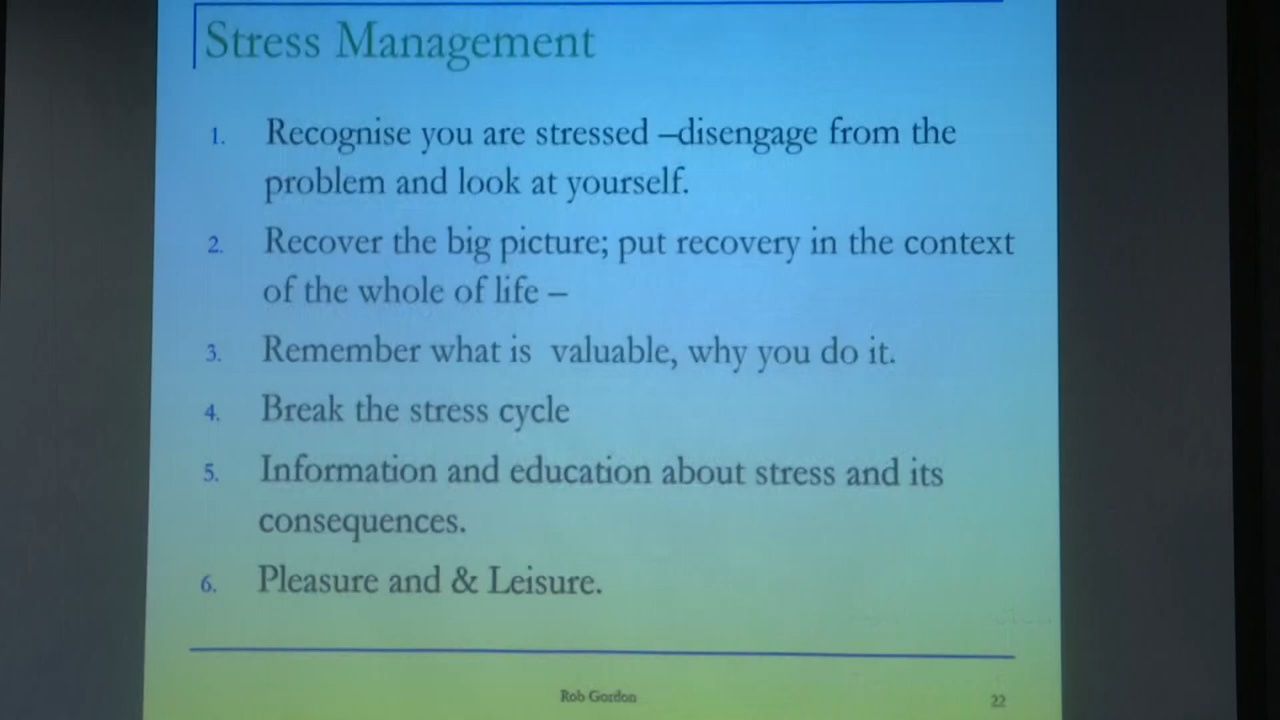 Stress Management
1. Recognise you are stressed –disengage from the
problem and look at yourself.
2. Recover the big picture; put recovery in the context
of the whole of life –
3. Remember what is  valuable, why you do it.
4. Break the stress cycle
5. Information and education about stress and its
consequences.
6. Pleasure and & Leisure.
Rob Gordon
22